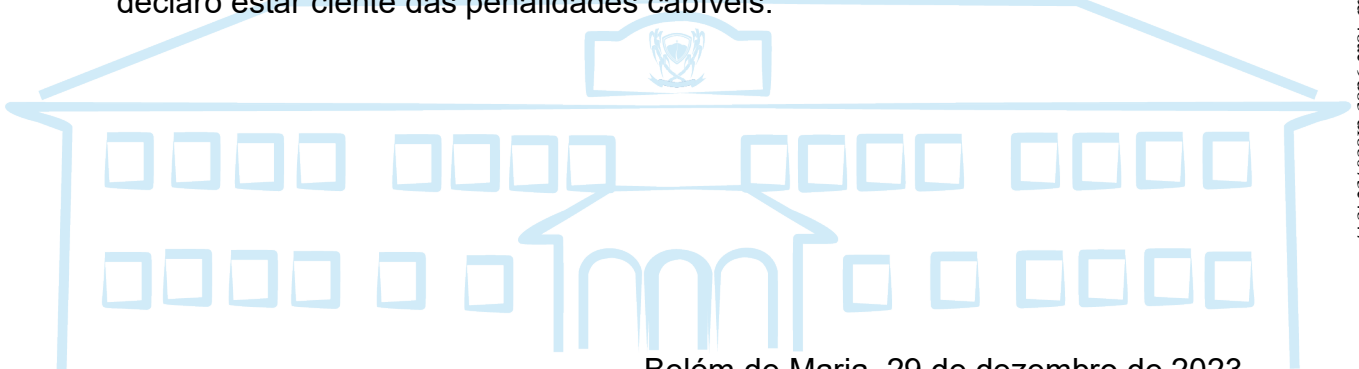 declaro estar ciente das penalidades cabíveis.
Belém de Maria, 29 de dezembro de 2023